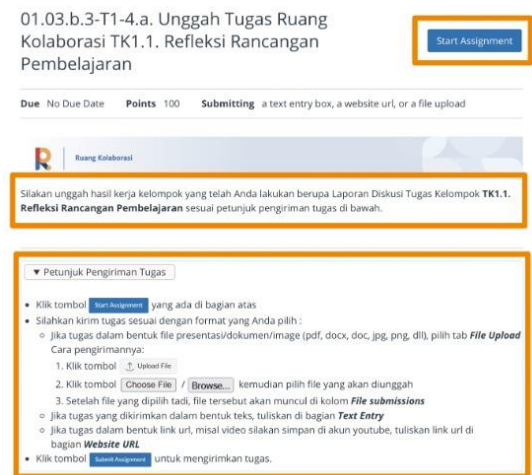 01.03.b.3-T1-4.a. Unggah Tugas Ruang
Kolaborasi TK1.1. Refleksi Rancangan
Pembelajaran
Start Assignment
Due No Due Date Points 100 Submitting a text entry box, a website url, or a file upload
Ruang Kolaborasi
Silakan unggah hasil kerja kelompok yang telah Anda lakukan berupa Laporan Diskusi Tugas Kelompok TK1.1.
Refleksi Rancangan Pembelajaran sesuai petunjuk pengiriman tugas di bawah.
▼ Petunjuk Pengiriman Tugas
• Klik tombol Start Assignment yang ada di bagian atas
• Silahkan kirim tugas sesuai dengan format yang Anda pilih :
○ Jika tugas dalam bentuk file presentasi/dokumen/image (pdf, docx, doc, jpg, png, dll), pilih tab File Upload
Cara pengirimannya:
1. Klik tombol Upload File
2. Klik tombol Choose File / Browse... kemudian pilih file yang akan diunggah
3. Setelah file yang dipilih tadi, file tersebut akan muncul di kolom File submissions
○ Jika tugas yang dikirimkan dalam bentuk teks, tuliskan di bagian Text Entry
○ Jika tugas dalam bentuk link url, misal video silakan simpan di akun youtube, tuliskan link url di
bagian Website URL
• Klik tombol Submit Assignment untuk mengirimkan tugas.